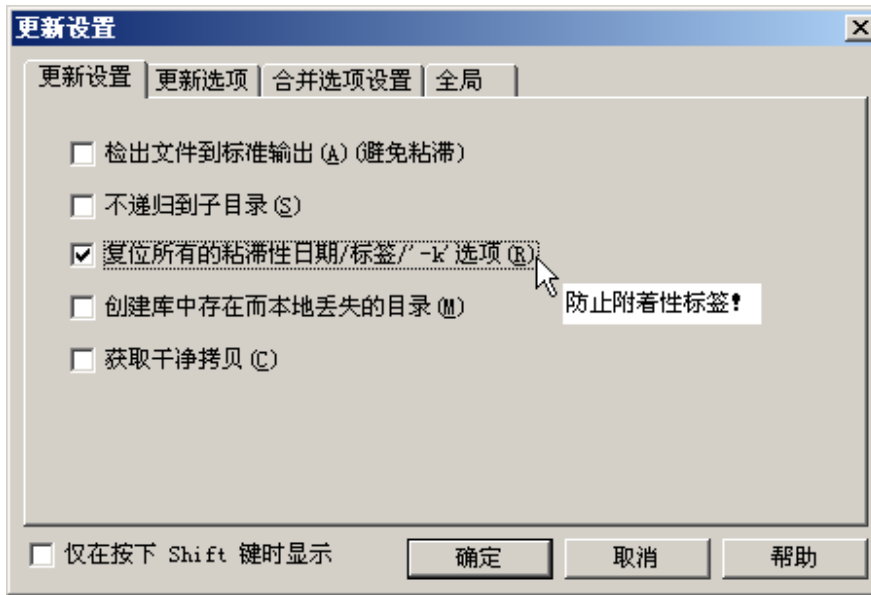 更新设置
更新设置 更新选项 合并选项设置 全局
检出文件到标准输出(A)(避免粘滞)
不递归到子目录(S)
复位所有的粘滞性日期/标签/'-k'选项(R)
防止附着性标签!
创建库中存在而本地丢失的目录(M)
获取干净拷贝(C)
仅在按下 Shift 键时显示 确定 取消 帮助